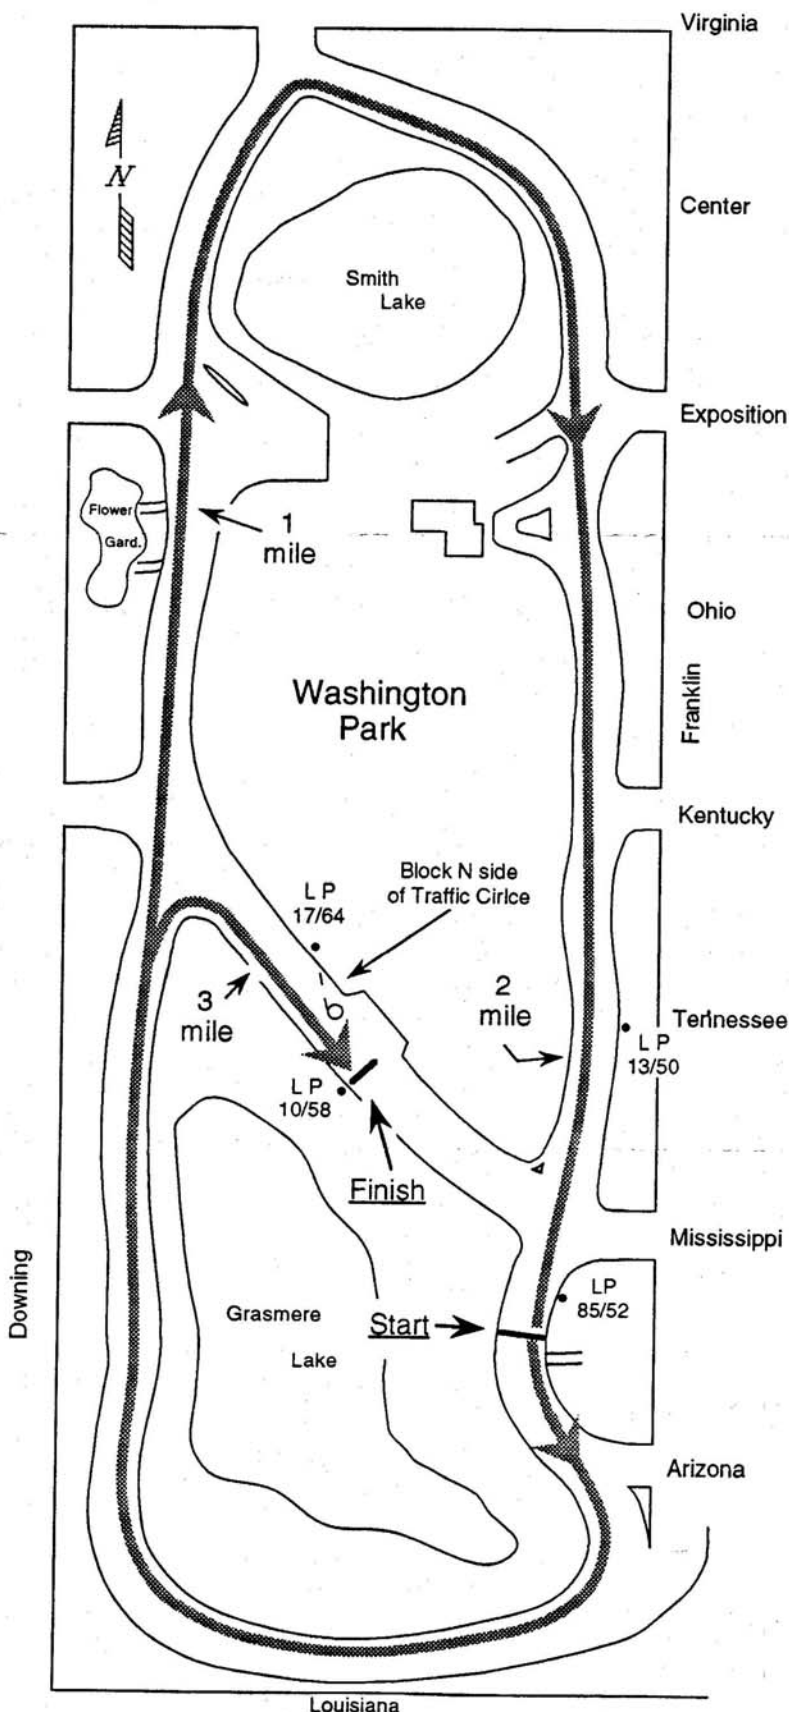 Virginia
N
Center
Smith
Lake
Exposition
Flower
Gard.
1
mile
Ohio
Franklin
Washington
Park
Kentucky
Block N side
of Traffic Cirlce
L P
17/64
3
mile
2
mile
Tennessee
L P
13/50
L P
10/58
Finish
Mississippi
Downing
LP
85/52
Grasmere
Lake
Start
Arizona
Louisiana